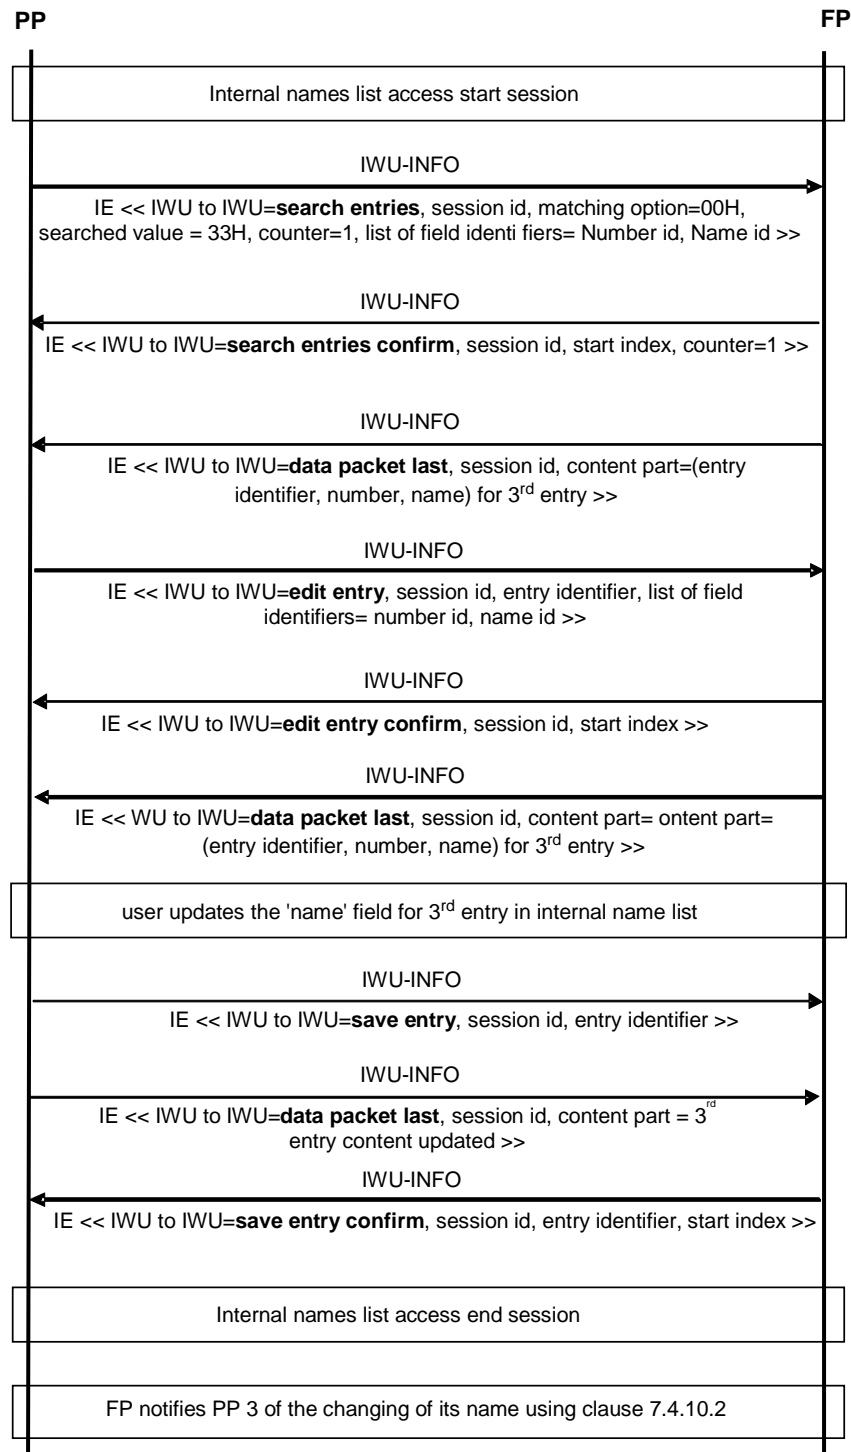 PP FP
Internal names list access start session
IWU-INFO
IE << IWU to IWU=search entries, session id, matching option=00H,
searched value = 33H, counter=1, list of field identi fiers= Number id, Name id >>
IWU-INFO
IE << IWU to IWU=search entries confirm, session id, start index, counter=1 >>
IWU-INFO
IE << IWU to IWU=data packet last, session id, content part=(entry
identifier, number, name) for 3rd entry >>
IWU-INFO
IE << IWU to IWU=edit entry, session id, entry identifier, list of field
identifiers= number id, name id >>
IWU-INFO
IE << IWU to IWU=edit entry confirm, session id, start index >>
IWU-INFO
IE << WU to IWU=data packet last, session id, content part= ontent part=
(entry identifier, number, name) for 3rd entry >>
user updates the 'name' field for 3rd entry in internal name list
IWU-INFO
IE << IWU to IWU=save entry, session id, entry identifier >>
IWU-INFO
IE << IWU to IWU=data packet last, session id, content part = 3rd
entry content updated >>
IWU-INFO
IE << IWU to IWU=save entry confirm, session id, entry identifier, start index >>
Internal names list access end session
FP notifies PP 3 of the changing of its name using clause 7.4.10.2